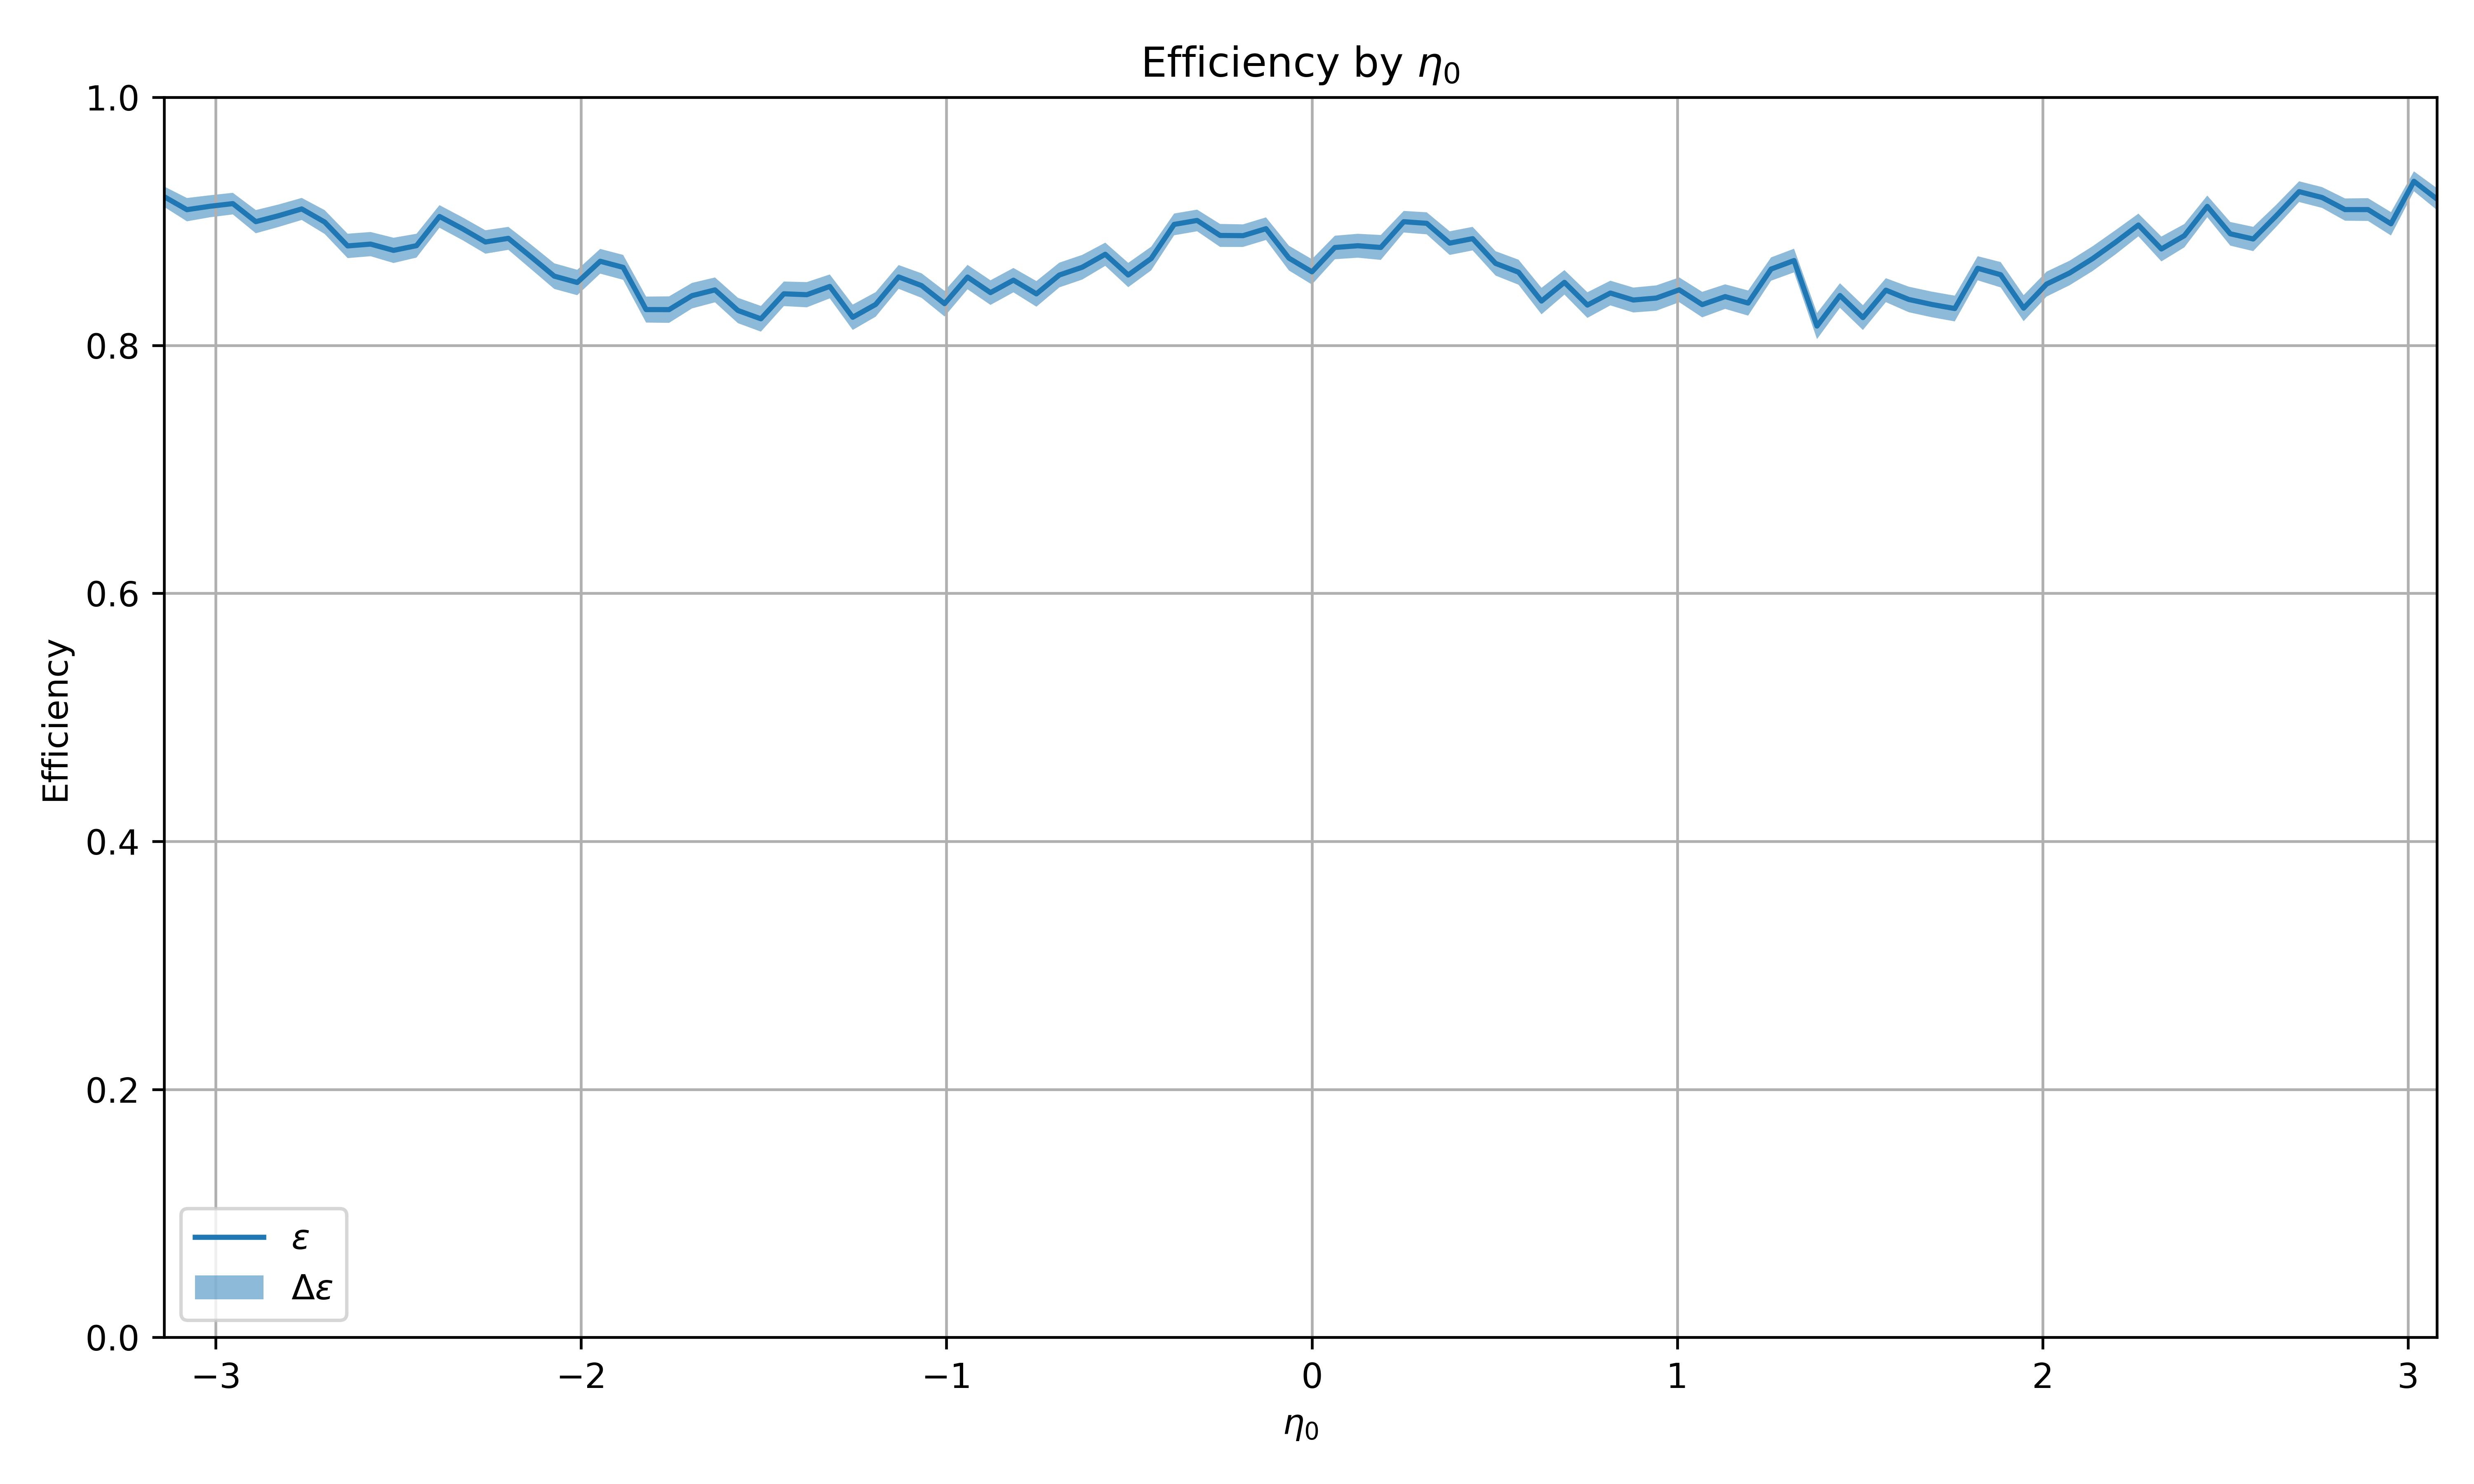 Efficiency by η₀
1.0
0.8
0.6
0.4
0.2
0.0
Efficiency
ε
Δε
−3
−2
−1
0
1
2
3
η₀